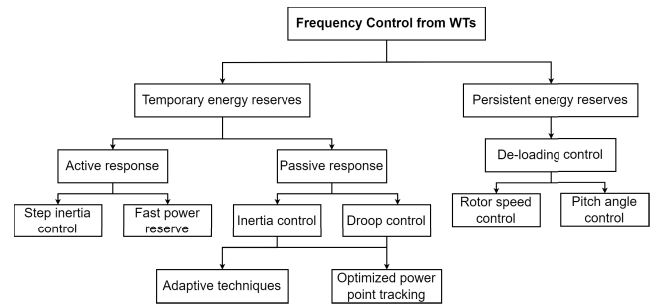 Frequency Control from WTs
Temporary energy reserves
Persistent energy reserves
Active response
Passive response
De-loading control
Step inertia
control
Fast power
reserve
Inertia control
Droop control
Rotor speed
control
Pitch angle
control
Adaptive techniques
Optimized power
point tracking